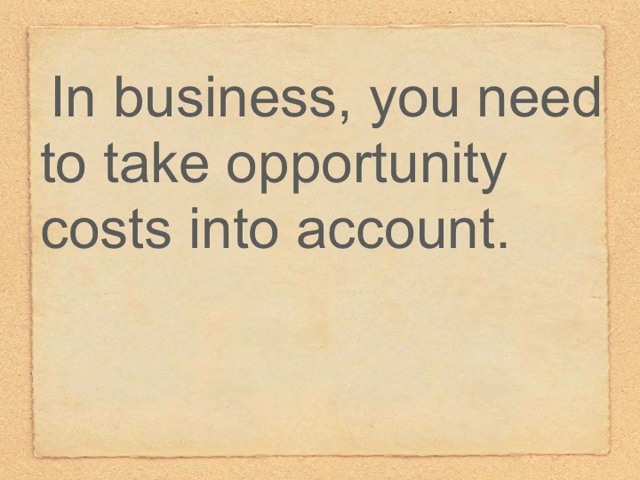 In business, you need
to take opportunity
costs into account.